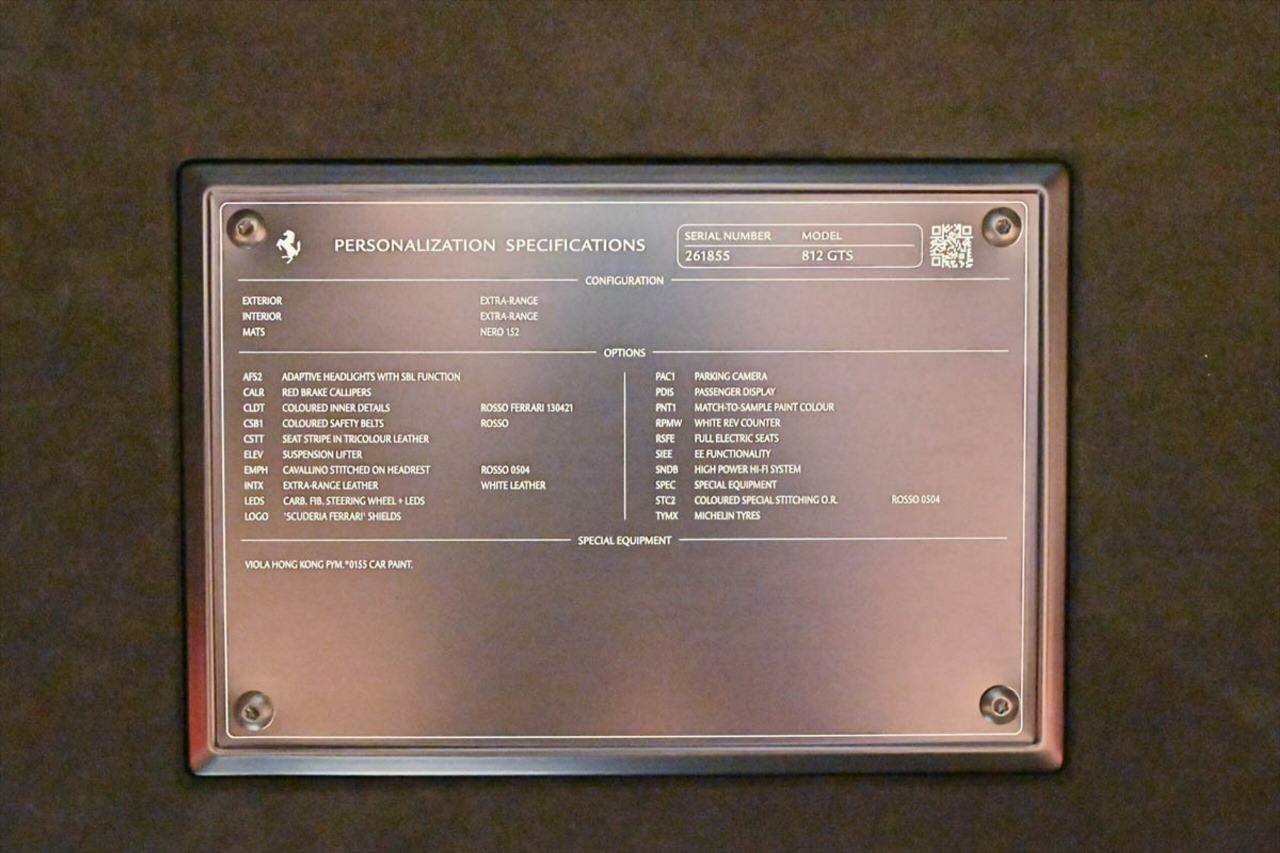 PERSONALIZATION SPECIFICATIONS
SERIAL NUMBER MODEL
261855 812 GTS
CONFIGURATION
EXTERIOR EXTRA-RANGE
INTERIOR EXTRA-RANGE
MATS NERO 152
OPTIONS
AFS2 ADAPTIVE HEADLIGHTS WITH SBL FUNCTION
CALR RED BRAKE CALLIPERS
CLDT COLOURED INNER DETAILS ROSSO FERRARI 130421
CSB1 COLOURED SAFETY BELTS ROSSO
CSTT SEAT STRIPE IN TRICOLOUR LEATHER
ELEV SUSPENSION LIFTER
EMPH CAVALLINO STITCHED ON HEADREST ROSSO 0504
INTX EXTRA-RANGE LEATHER WHITE LEATHER
LEDS CARB. FIB. STEERING WHEEL + LEDS
LOGO 'SCUDERIA FERRARI' SHIELDS
PAC1 PARKING CAMERA
PDIS PASSENGER DISPLAY
PNT1 MATCH-TO-SAMPLE PAINT COLOUR
RPMW WHITE REV COUNTER
RSFE FULL ELECTRIC SEATS
SIEE EE FUNCTIONALITY
SNDB HIGH POWER HI-FI SYSTEM
SPEC SPECIAL EQUIPMENT
STC2 COLOURED SPECIAL STITCHING O.R. ROSSO 0504
TYMX MICHELIN TYRES
SPECIAL EQUIPMENT
VIOLA HONG KONG PYM.*0155 CAR PAINT.